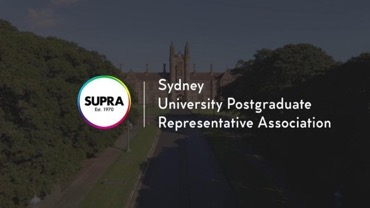 SUPRA
Est. 1970
Sydney
University Postgraduate
Representative Association